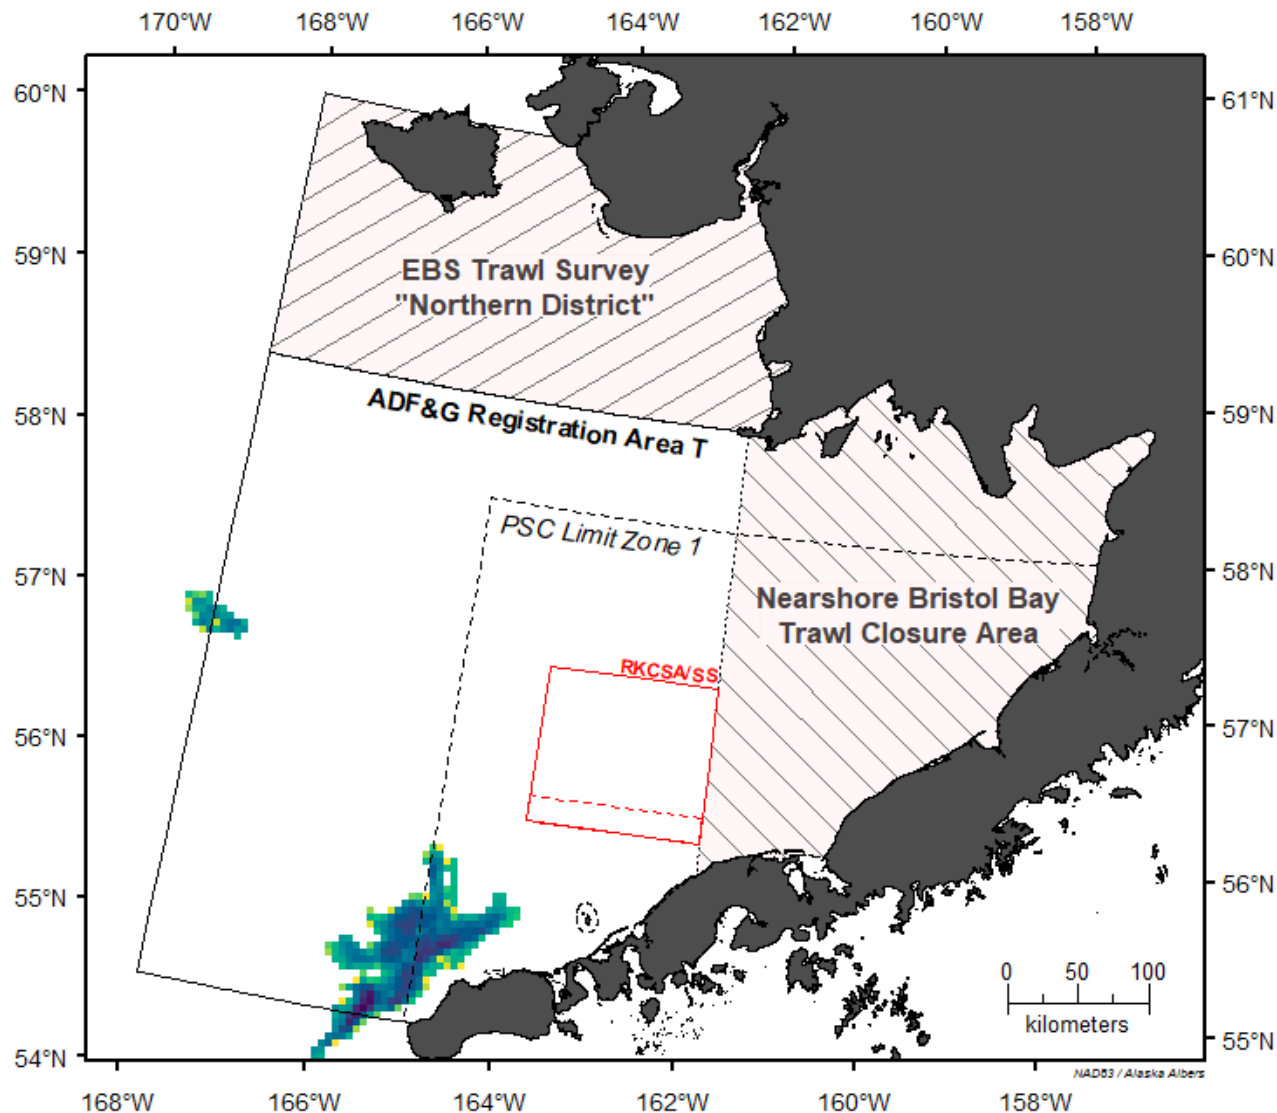 170°W 168°W 166°W 164°W 162°W 160°W 158°W
60°N
61°N
EBS Trawl Survey
"Northern District"
59°N
60°N
ADF&G Registration Area T
58°N
59°N
PSC Limit Zone 1
57°N
58°N
Nearshore Bristol Bay
Trawl Closure Area
RKCSA/SS
56°N
57°N
55°N
56°N
0 50 100
kilometers
54°N
55°N
NAD83 / Alaska Albers
168°W 166°W 164°W 162°W 160°W 158°W